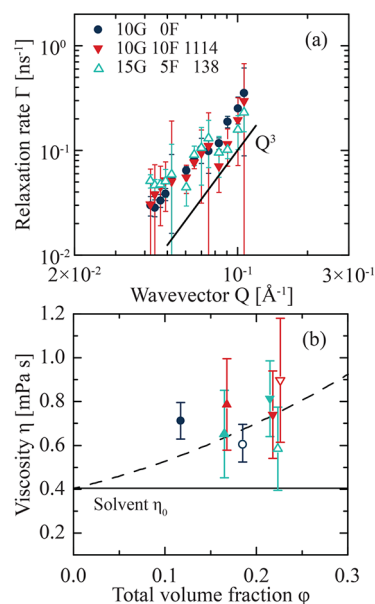 10G 0F (a)
10G 10F 1114
15G 5F 138
Relaxation rate Γ [ns⁻¹]
10⁰
10⁻¹
10⁻²
Q³
2×10⁻² 10⁻¹ 3×10⁻¹
Wavevector Q [Å⁻¹]
(b)
Viscosity η [mPa s]
1.2
1.0
0.8
0.6
0.4
0.2
Solvent η₀
0.0 0.1 0.2 0.3
Total volume fraction φ